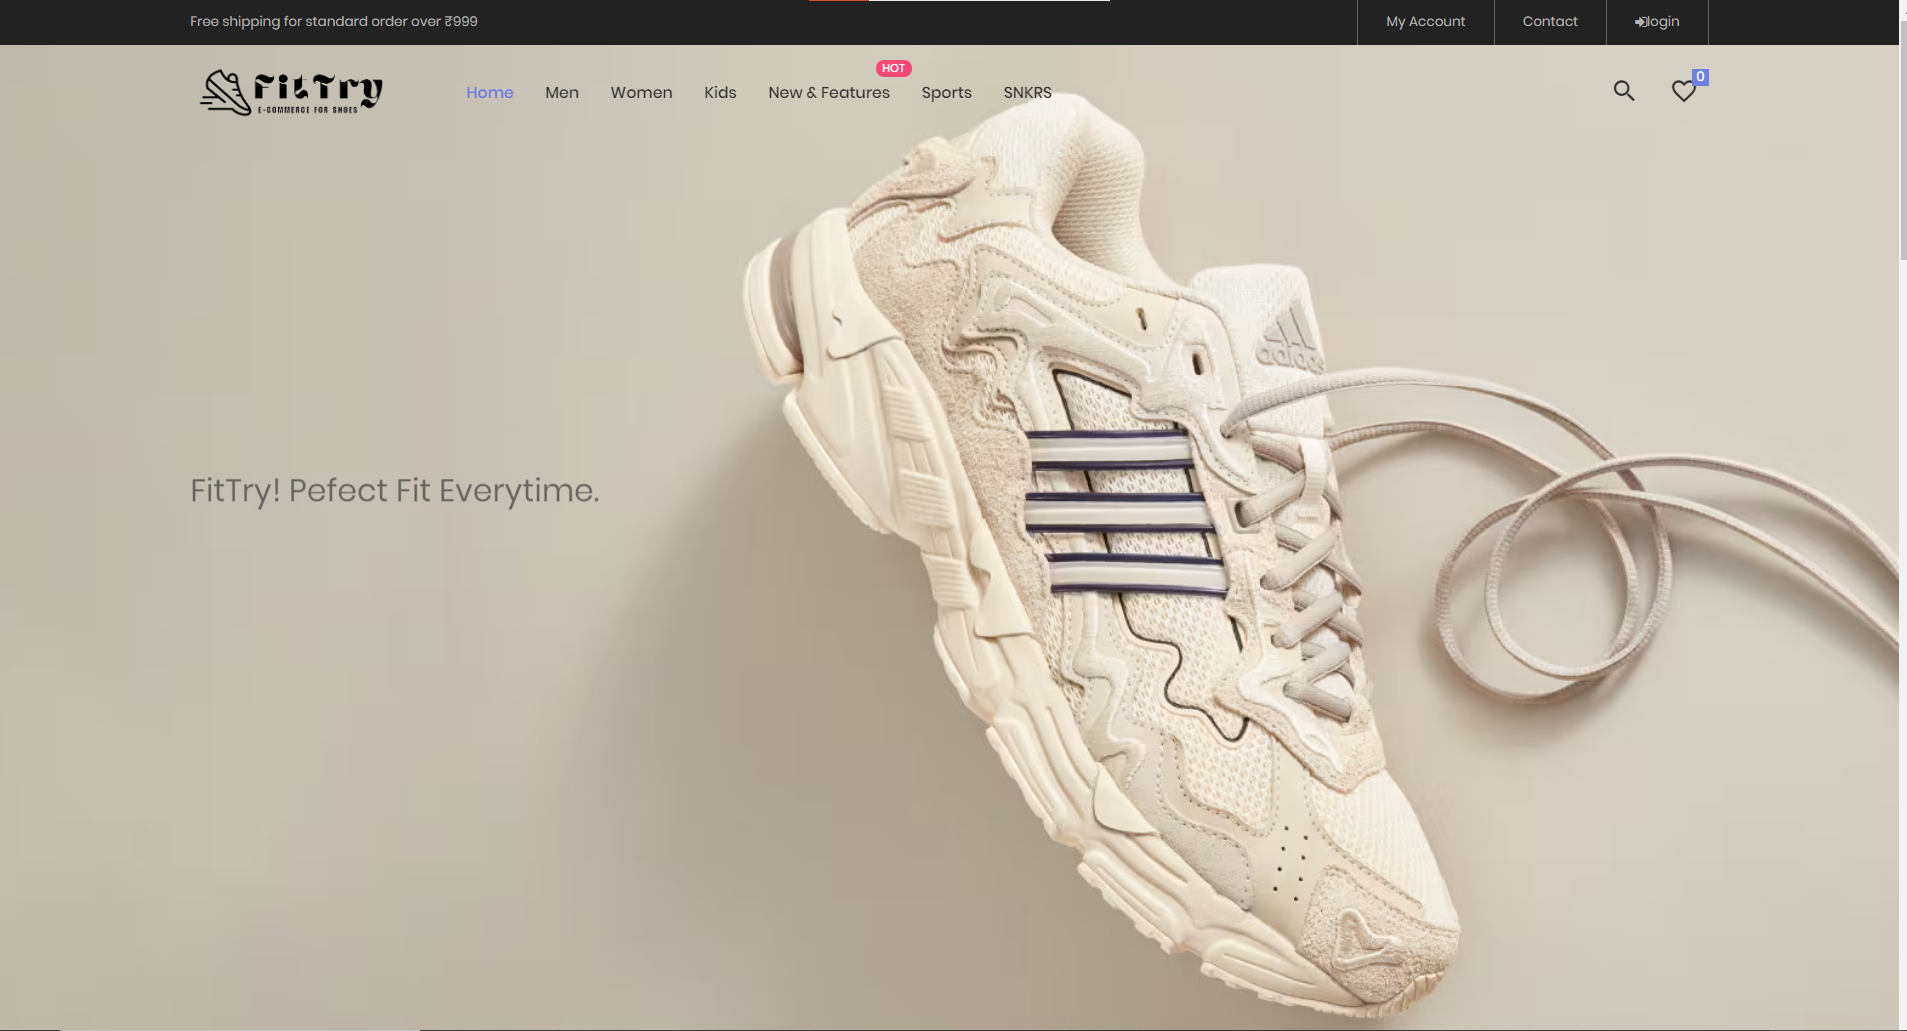 Free shipping for standard order over ₹999
My Account
Contact
login
FitTry
E-COMMERCE FOR SHOES
Home
Men
Women
Kids
New & Features
HOT
Sports
SNKRS
0
adidas
FitTry! Pefect Fit Everytime.